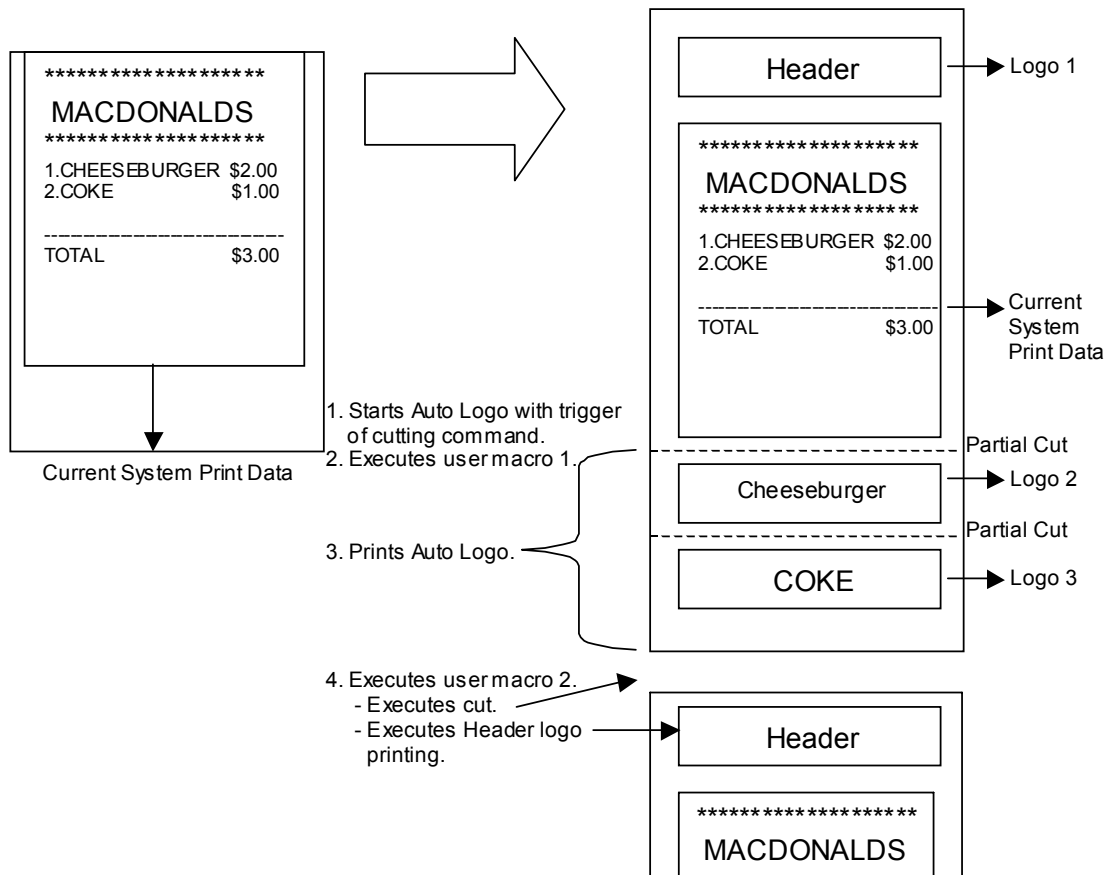 ********************
MACDONALDS
********************
1.CHEESEBURGER $2.00
2.COKE $1.00
------------------------------------
TOTAL $3.00
Current System Print Data
Header
Logo 1
********************
MACDONALDS
********************
1.CHEESEBURGER $2.00
2.COKE $1.00
------------------------------------
TOTAL $3.00
Current
System
Print Data
1. Starts Auto Logo with trigger
of cutting command.
2. Executes user macro 1.
3. Prints Auto Logo.
Partial Cut
Cheeseburger
Logo 2
Partial Cut
COKE
Logo 3
4. Executes user macro 2.
- Executes cut.
- Executes Header logo
printing.
Header
********************
MACDONALDS